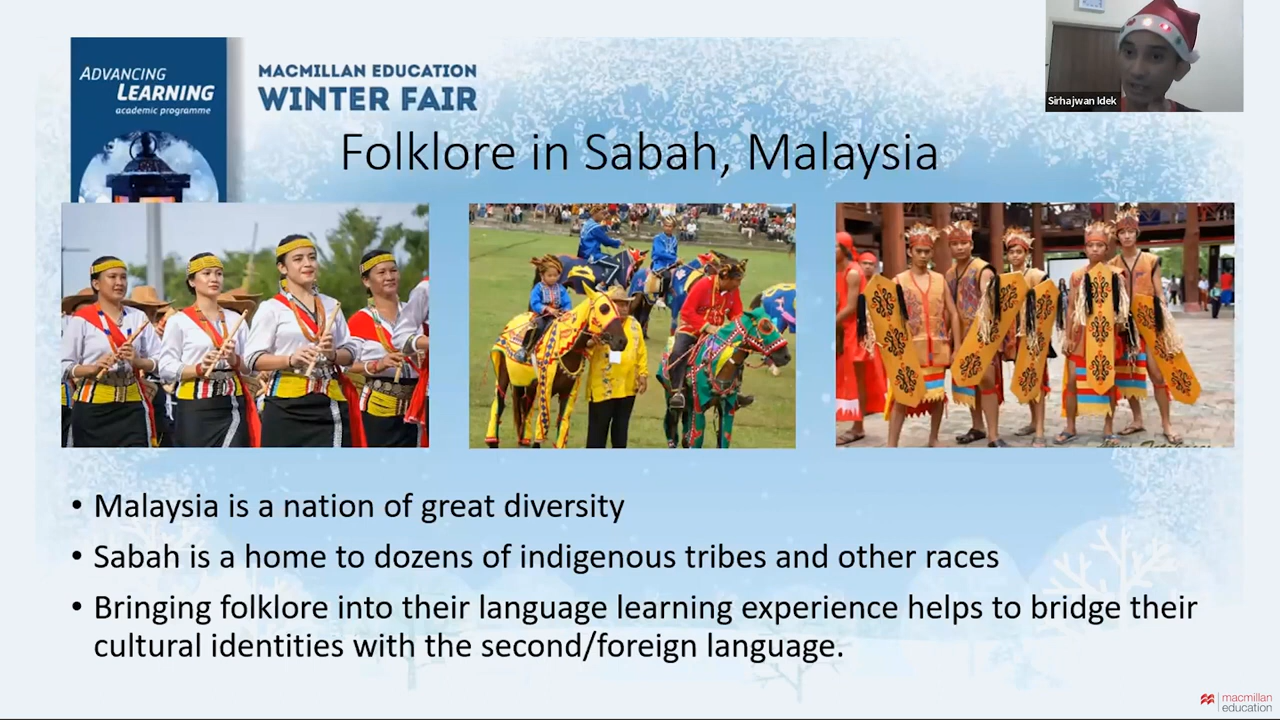 ADVANCING
LEARNING
academic programme
MACMILLAN EDUCATION
WINTER FAIR
Sirhajwan Idek
Folklore in Sabah, Malaysia
• Malaysia is a nation of great diversity
• Sabah is a home to dozens of indigenous tribes and other races
• Bringing folklore into their language learning experience helps to bridge their
cultural identities with the second/foreign language.
macmillan
education